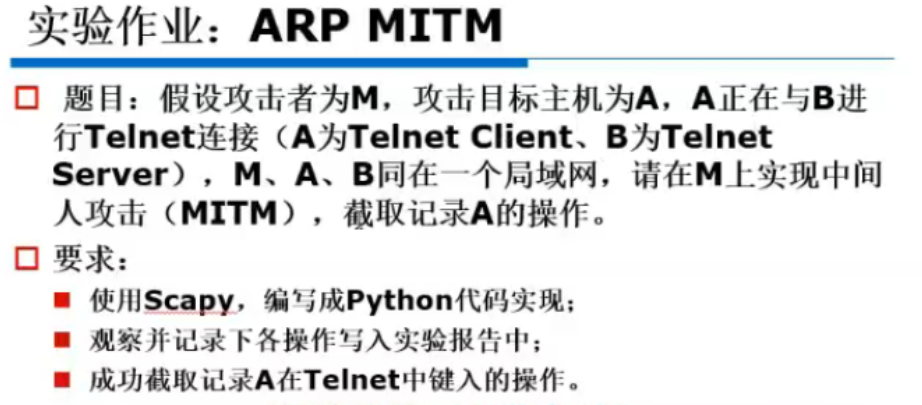 实验作业：ARP MITM
题目：假设攻击者为M，攻击目标主机为A，A正在与B进
行Telnet连接（A为Telnet Client、B为Telnet
Server），M、A、B同在一个局域网，请在M上实现中间
人攻击（MITM），截取记录A的操作。
要求：
使用Scapy，编写成Python代码实现；
观察并记录下各操作写入实验报告中；
成功截取记录A在Telnet中键入的操作。